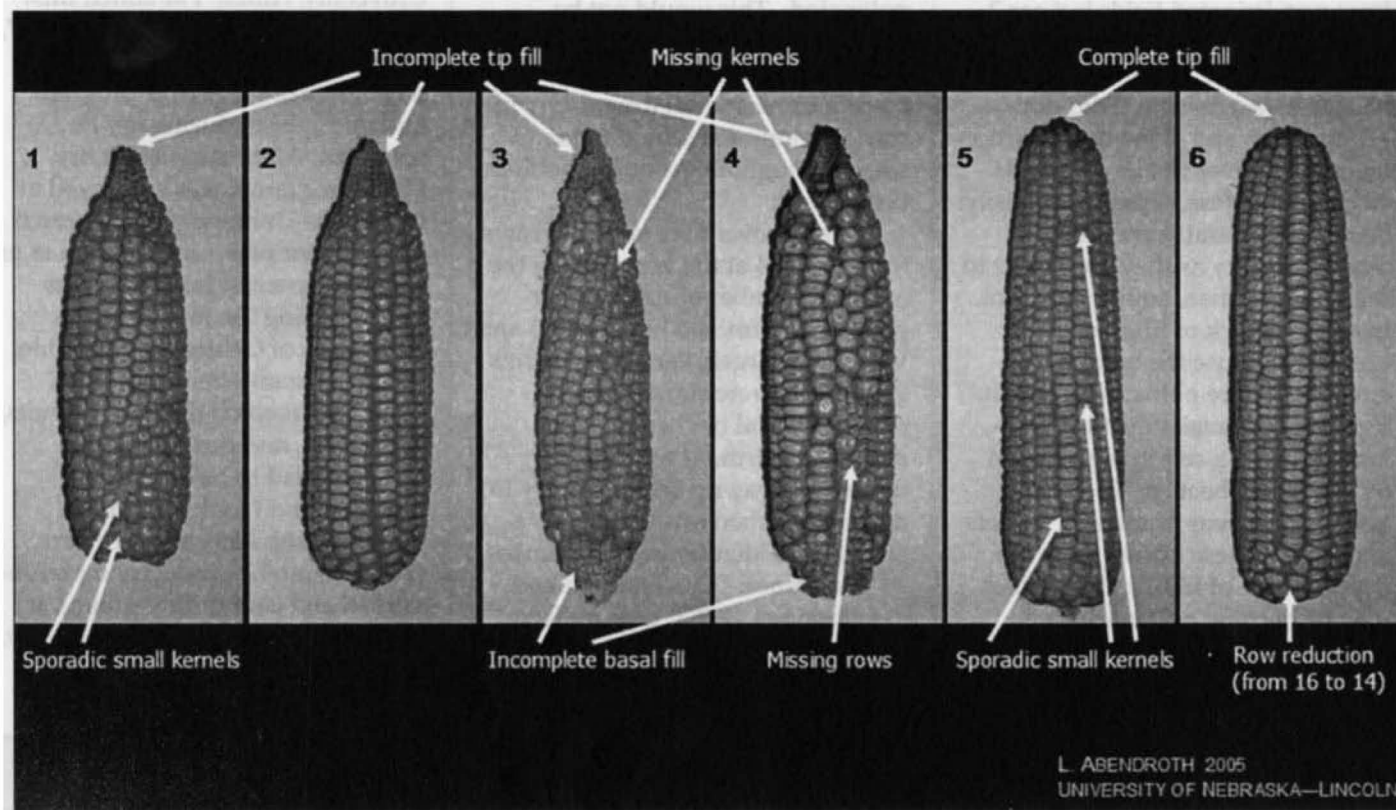 Incomplete tip fill
Missing kernels
Complete tip fill
1
2
3
4
5
6
Sporadic small kernels
Incomplete basal fill
Missing rows
Sporadic small kernels
Row reduction
(from 16 to 14)
L. ABENDROTH 2005
UNIVERSITY OF NEBRASKA—LINCOLN